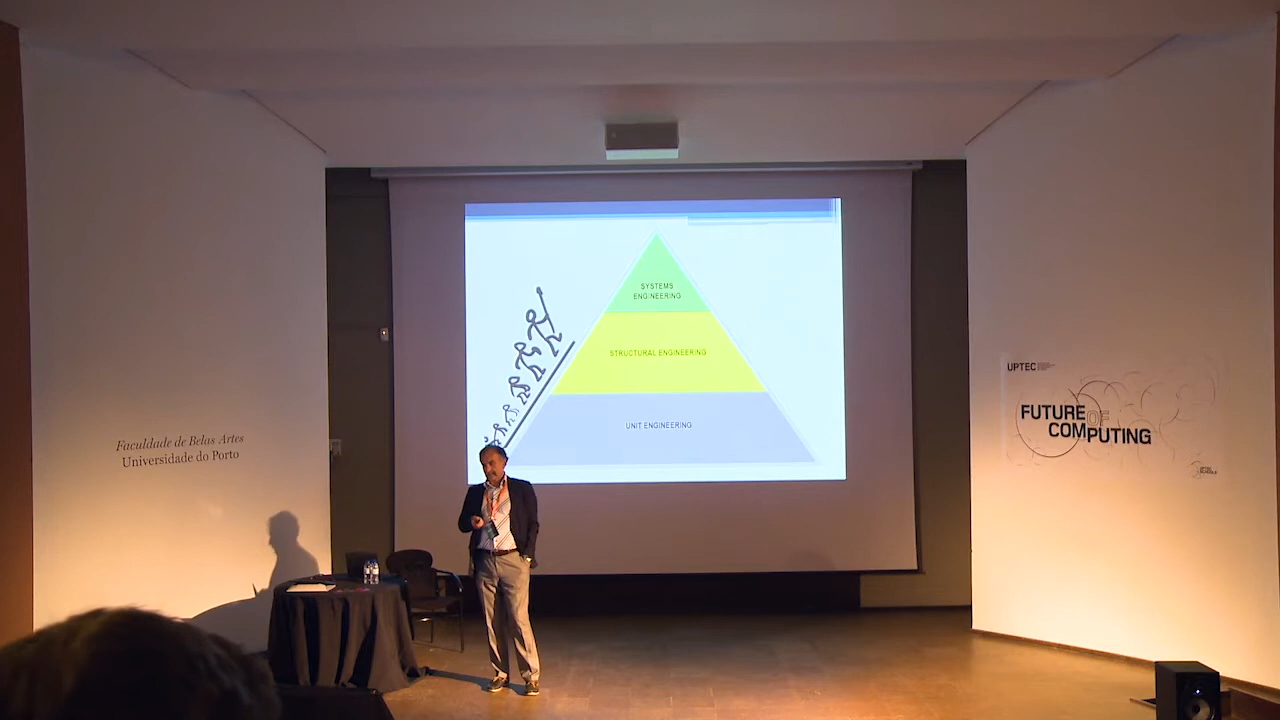 SYSTEMS
ENGINEERING
STRUCTURAL ENGINEERING
UNIT ENGINEERING
Faculdade de Belas Artes
Universidade do Porto
UPTEC
FUTURE OF
COMPUTING